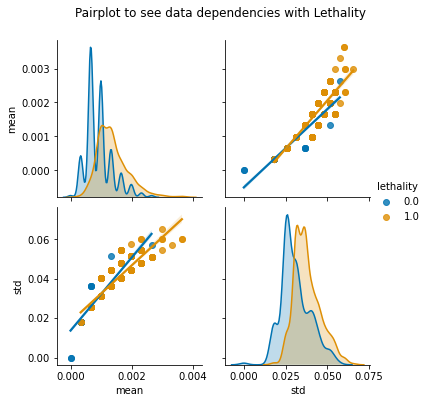 Pairplot to see data dependencies with Lethality
0.003
0.002
0.001
0.000
mean
lethality
0.0
1.0
0.06
0.04
0.02
0.00
std
0.000 0.002 0.004
mean
0.000 0.025 0.050 0.075
std